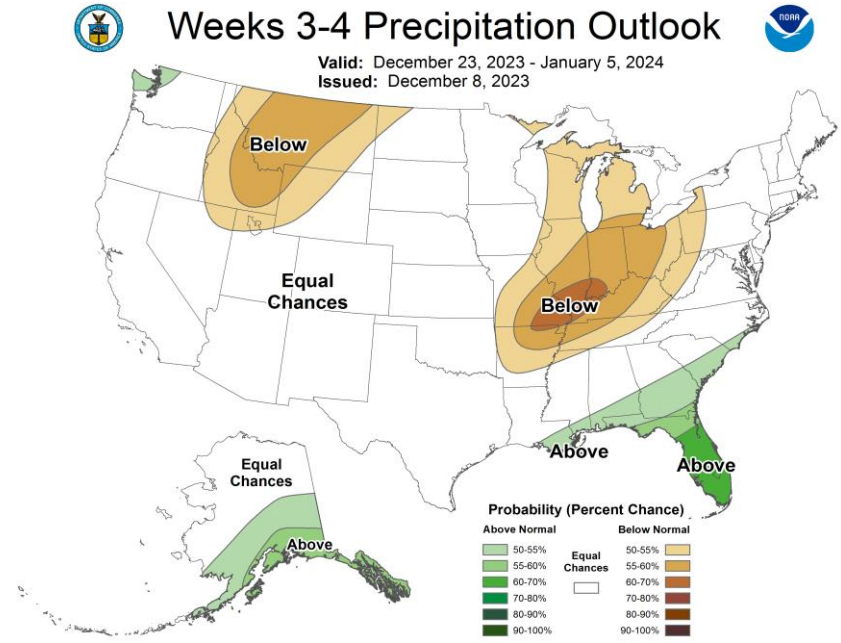 Weeks 3-4 Precipitation Outlook
NOAA
Valid: December 23, 2023 - January 5, 2024
Issued: December 8, 2023
Below
Equal
Chances
Below
Above
Above
Equal
Chances
Above
Probability (Percent Chance)
Above Normal
Below Normal
Equal
Chances
50-55%
55-60%
60-70%
70-80%
80-90%
90-100%
50-55%
55-60%
60-70%
70-80%
80-90%
90-100%